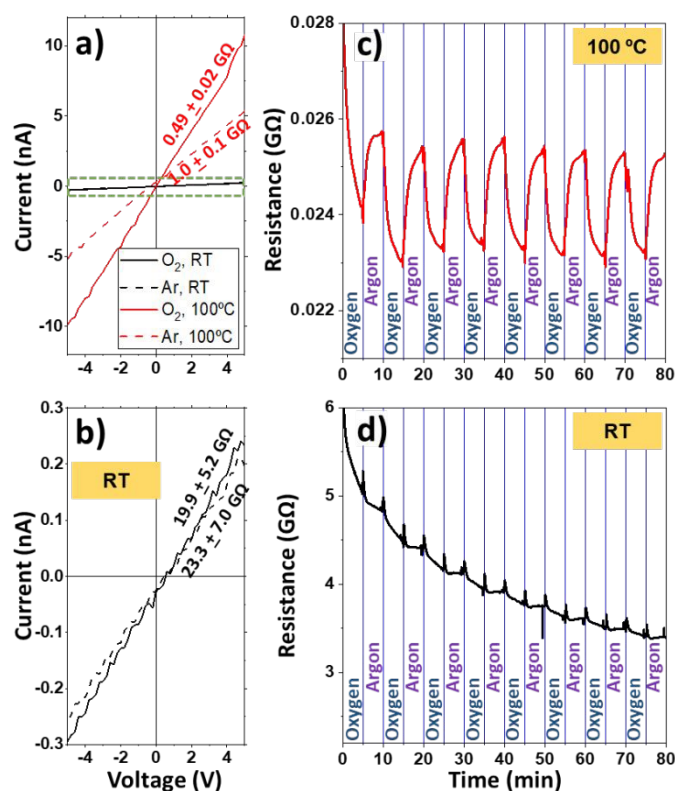 a)
10
5
0
-5
-10
Current (nA)
0.49 ± 0.02 GΩ
1.0 ± 0.1 GΩ
O2, RT
Ar, RT
O2, 100ºC
Ar, 100ºC
-4 -2 0 2 4
c)
100 ºC
0.028
0.026
0.024
0.022
Resistance (GΩ)
Oxygen Argon Oxygen Argon Oxygen Argon Oxygen Argon Oxygen Argon Oxygen Argon Oxygen Argon Oxygen Argon
0 10 20 30 40 50 60 70 80
b)
RT
0.3
0.2
0.1
0.0
-0.1
-0.2
-0.3
Current (nA)
19.9 ± 5.2 GΩ
23.3 ± 7.0 GΩ
-4 -2 0 2 4
Voltage (V)
d)
RT
6
5
4
3
Resistance (GΩ)
Oxygen Argon Oxygen Argon Oxygen Argon Oxygen Argon Oxygen Argon Oxygen Argon Oxygen Argon Oxygen Argon
0 10 20 30 40 50 60 70 80
Time (min)